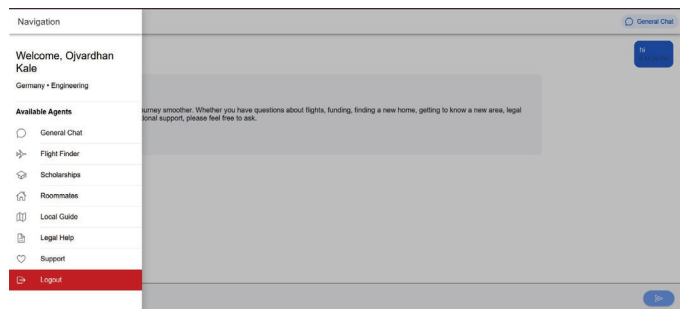 Navigation
General Chat
Welcome, Ojvardhan
Kale
Germany • Engineering
Available Agents
General Chat
Flight Finder
Scholarships
Roommates
Local Guide
Legal Help
Support
Logout
hi
urney smoother. Whether you have questions about flights, funding, finding a new home, getting to know a new area, legal
tional support, please feel free to ask.